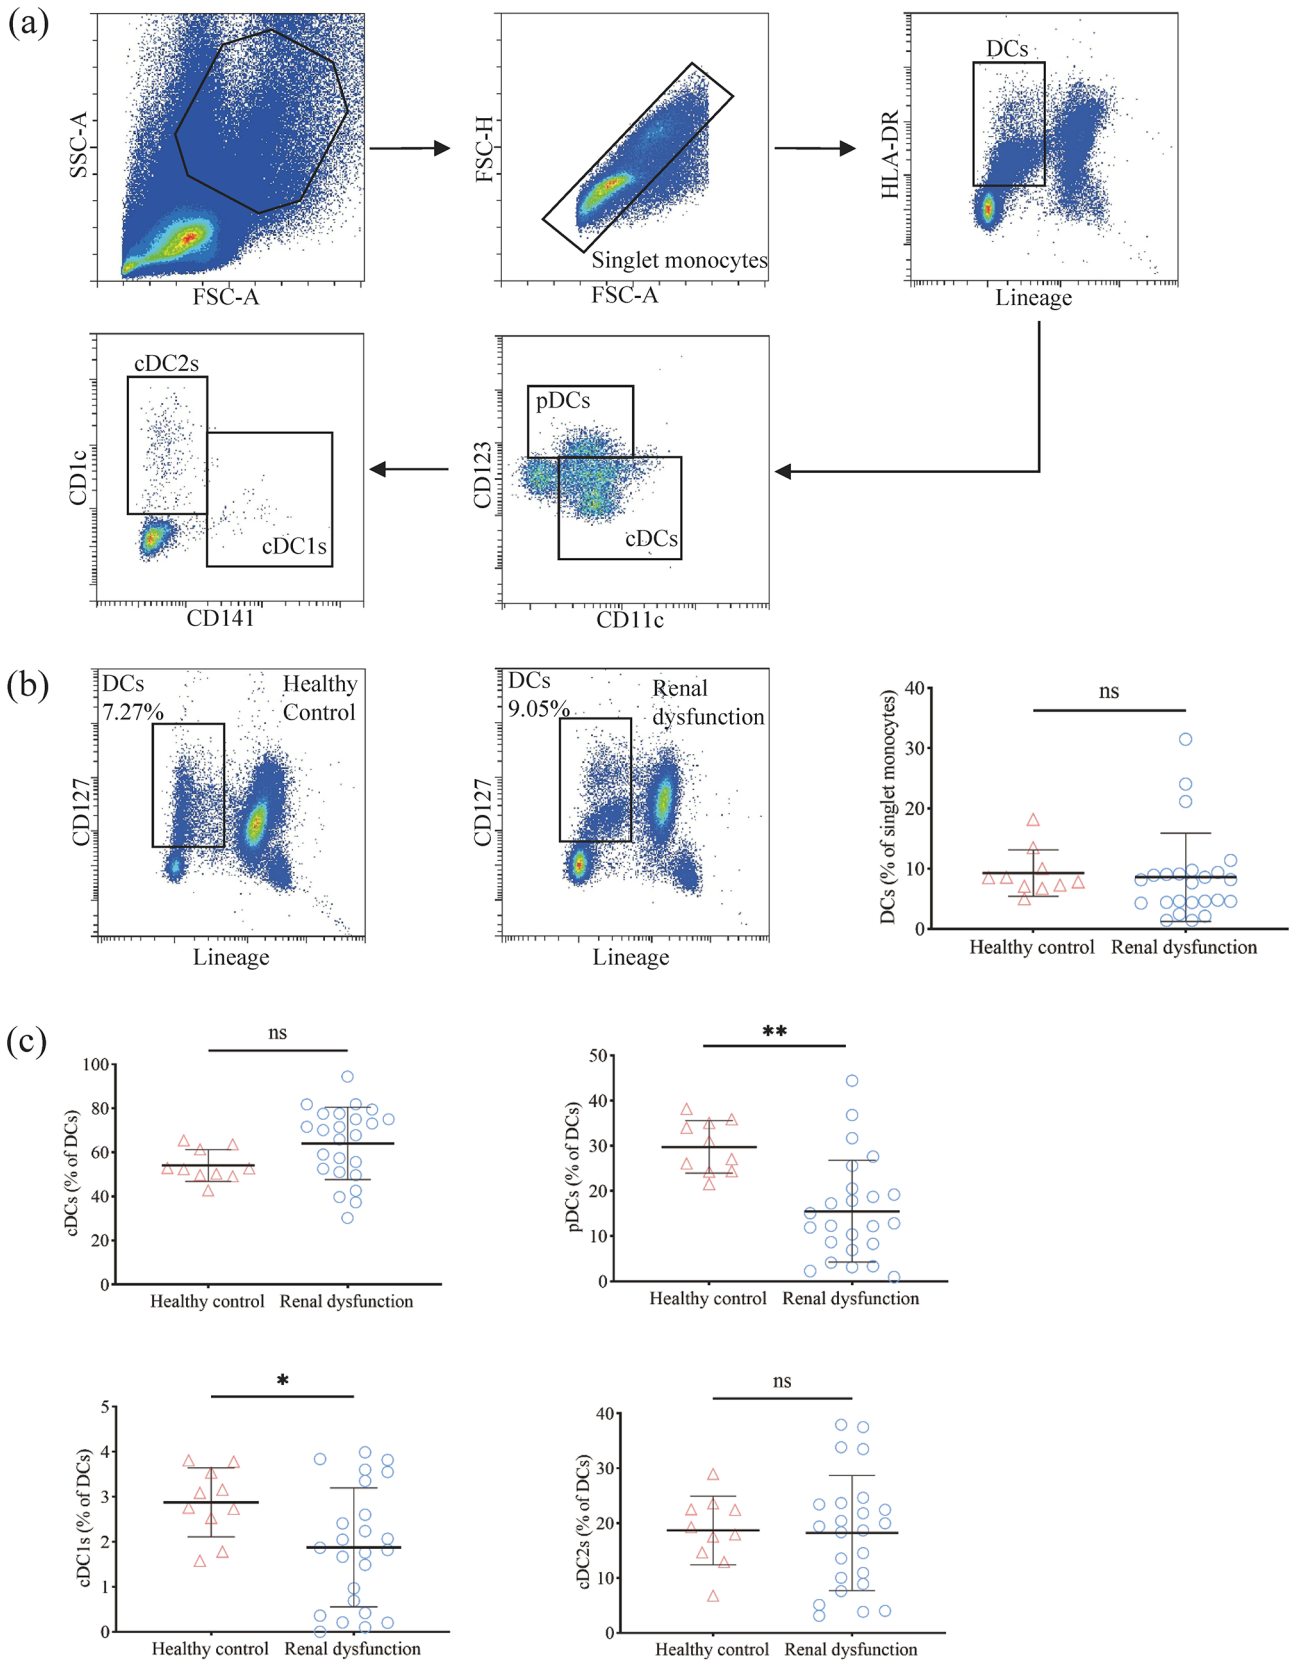 (a)
SSC-A
FSC-A
FSC-H
Singlet monocytes
FSC-A
DCs
HLA-DR
Lineage
cDC2s
CD1c
cDC1s
CD141
pDCs
CD123
cDCs
CD11c
(b)
DCs
7.27%
Healthy
Control
CD127
Lineage
DCs
9.05%
Renal
dysfunction
CD127
Lineage
ns
DCs (% of singlet monocytes)
40
30
20
10
0
Healthy control Renal dysfunction
(c)
ns
cDCs (% of DCs)
100
80
60
40
20
0
Healthy control Renal dysfunction
**
pDCs (% of DCs)
50
40
30
20
10
0
Healthy control Renal dysfunction
*
cDC1s (% of DCs)
5
4
3
2
1
0
Healthy control Renal dysfunction
ns
cDC2s (% of DCs)
40
30
20
10
0
Healthy control Renal dysfunction